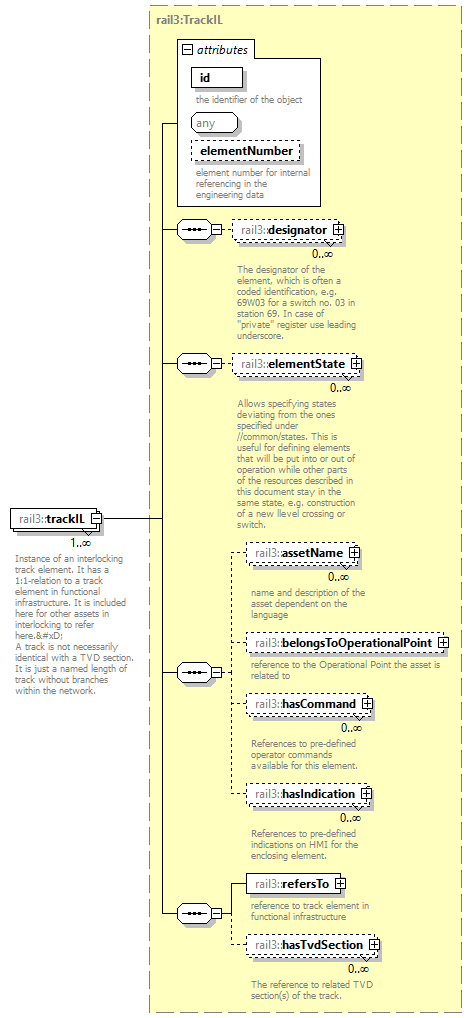 rail3:TrackIL
attributes
id
the identifier of the object
any
elementNumber
element number for internal
referencing in the
engineering data
rail3::designator
0..∞
The designator of the
element, which is often a
coded identification, e.g.
69W03 for a switch no. 03 in
station 69. In case of
"private" register use leading
underscore.
rail3::elementState
0..∞
Allows specifying states
deviating from the ones
specified under
//common/states. This is
useful for defining elements
that will be put into or out of
operation while other parts
of the resources described in
this document stay in the
same state, e.g. construction
of a new llevel crossing or
switch.
rail3::trackIL
1..∞
Instance of an interlocking
track element. It has a
1:1-relation to a track
element in functional
infrastructure. It is included
here for other assets in
interlocking to refer
here.&#xD;
A track is not necessarily
identical with a TVD section.
It is just a named length of
track without branches
within the network.
rail3::assetName
0..∞
name and description of the
asset dependent on the
language
rail3::belongsToOperationalPoint
reference to the Operational Point the asset is
related to
rail3::hasCommand
0..∞
References to pre-defined
operator commands
available for this element.
rail3::hasIndication
0..∞
References to pre-defined
indications on HMI for the
enclosing element.
rail3::refersTo
reference to track element in
functional infrastructure
rail3::hasTvdSection
0..∞
The reference to related TVD
section(s) of the track.